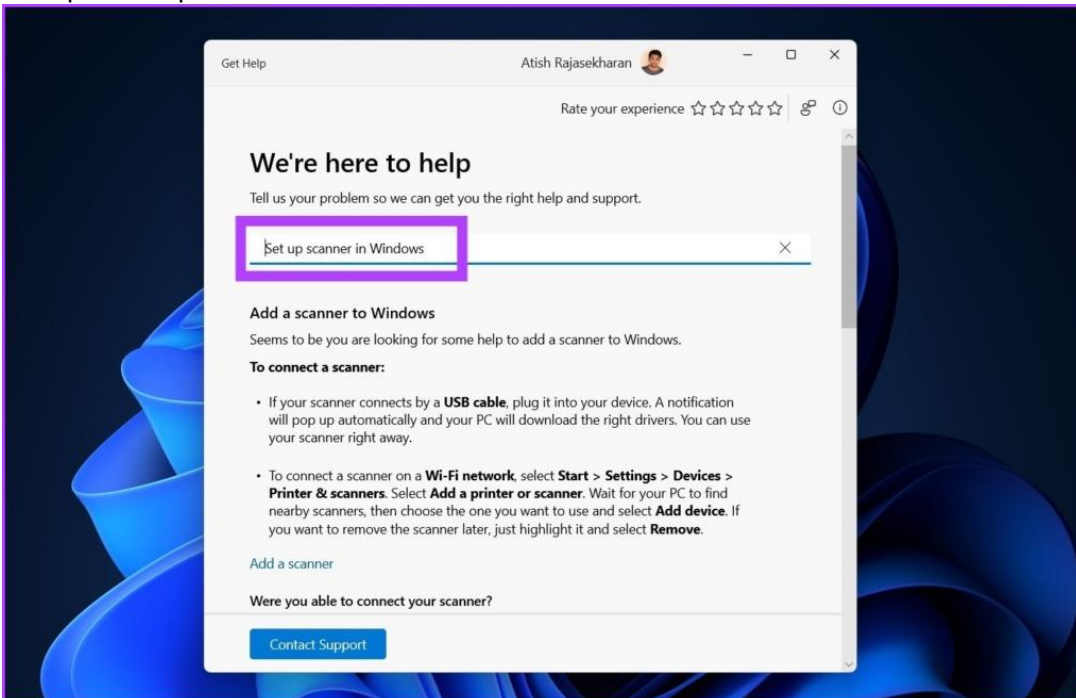 Get Help
Atish Rajasekharan
Rate your experience
We're here to help
Tell us your problem so we can get you the right help and support.
Set up scanner in Windows
Add a scanner to Windows
Seems to be you are looking for some help to add a scanner to Windows.
To connect a scanner:
• If your scanner connects by a USB cable, plug it into your device. A notification
will pop up automatically and your PC will download the right drivers. You can use
your scanner right away.
• To connect a scanner on a Wi-Fi network, select Start > Settings > Devices >
Printer & scanners. Select Add a printer or scanner. Wait for your PC to find
nearby scanners, then choose the one you want to use and select Add device. If
you want to remove the scanner later, just highlight it and select Remove.
Add a scanner
Were you able to connect your scanner?
Contact Support